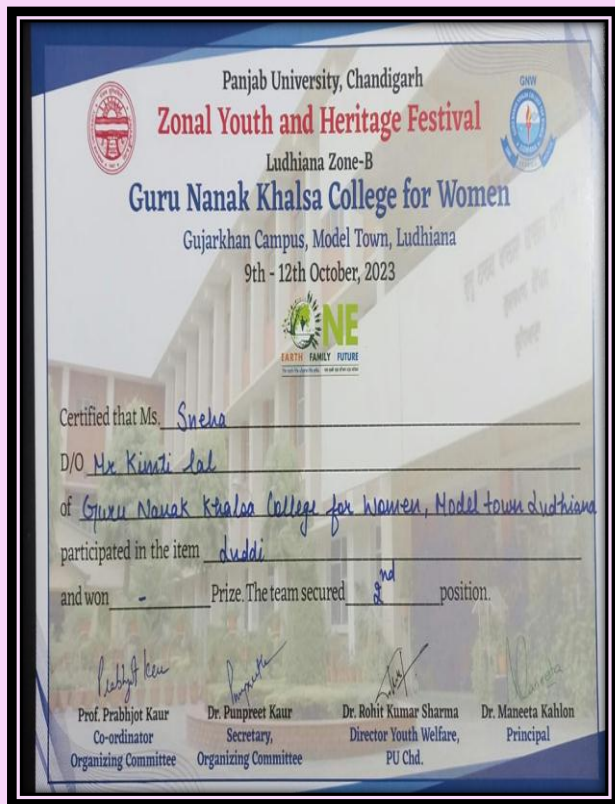 Panjab University, Chandigarh
GNW
Zonal Youth and Heritage Festival
Ludhiana Zone-B
Guru Nanak Khalsa College for Women
Gujarkhan Campus, Model Town, Ludhiana
9th - 12th October, 2023
ONE
EARTH FAMILY FUTURE
Certified that Ms. Sneha
D/O Mr Kimti Lal
of Guru Nanak Khalsa College for Women, Model town Ludhiana
participated in the item Luddi
and won - Prize. The team secured 2nd position.
Prof. Prabhjot Kaur
Co-ordinator
Organizing Committee
Dr. Punpreet Kaur
Secretary,
Organizing Committee
Dr. Rohit Kumar Sharma
Director Youth Welfare,
PU Chd.
Dr. Maneeta Kahlon
Principal